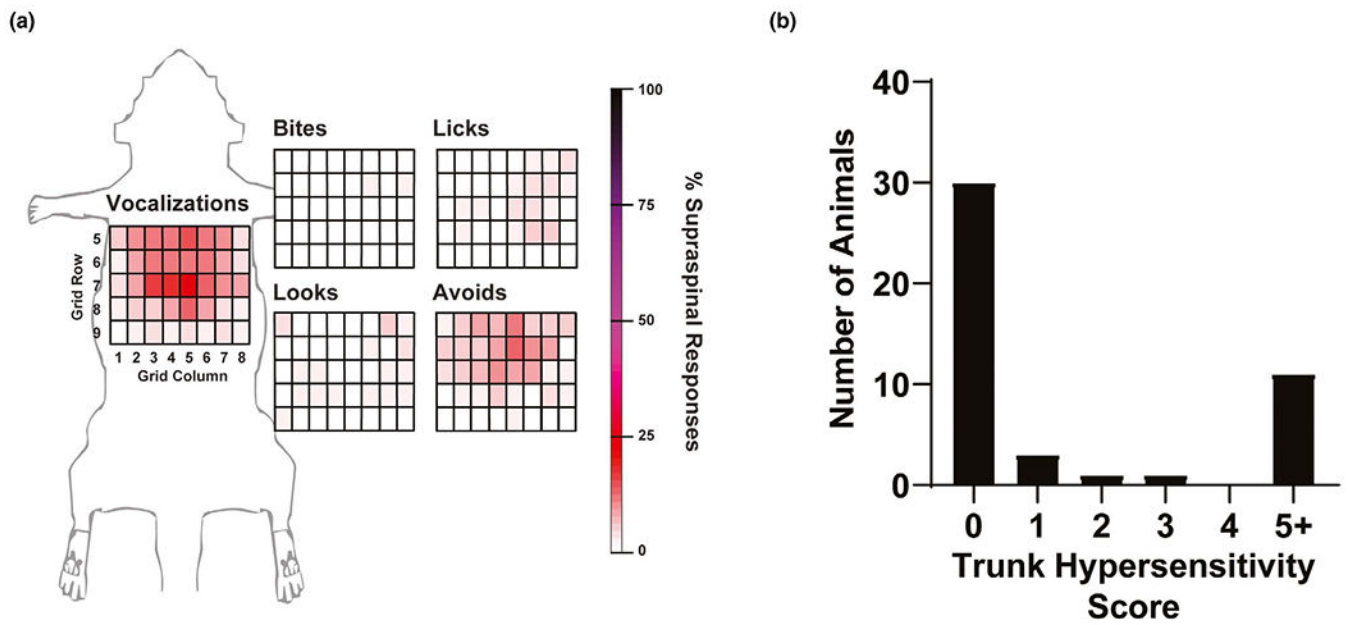 (a)
Vocalizations
Grid Row
5
6
7
8
9
1 2 3 4 5 6 7 8
Grid Column
Bites
Licks
Looks
Avoids
100
75
50
25
0
% Supraspinal Responses
(b)
Number of Animals
40
30
20
10
0
0 1 2 3 4 5+
Trunk Hypersensitivity
Score